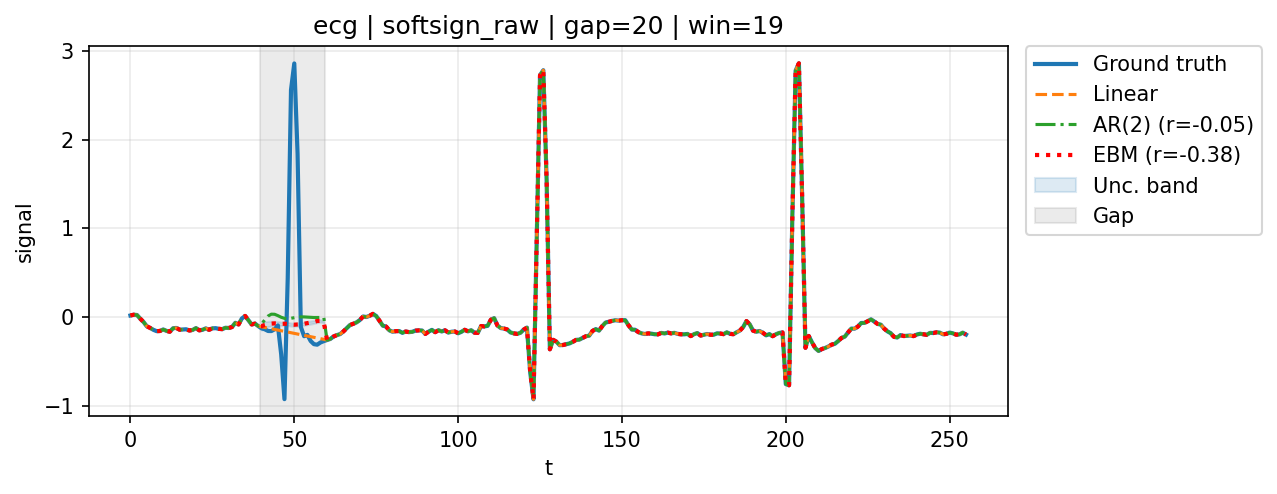 ecg | softsign_raw | gap=20 | win=19
3
2
1
0
−1
signal
0
50
100
150
200
250
t
Ground truth
Linear
AR(2) (r=-0.05)
EBM (r=-0.38)
Unc. band
Gap